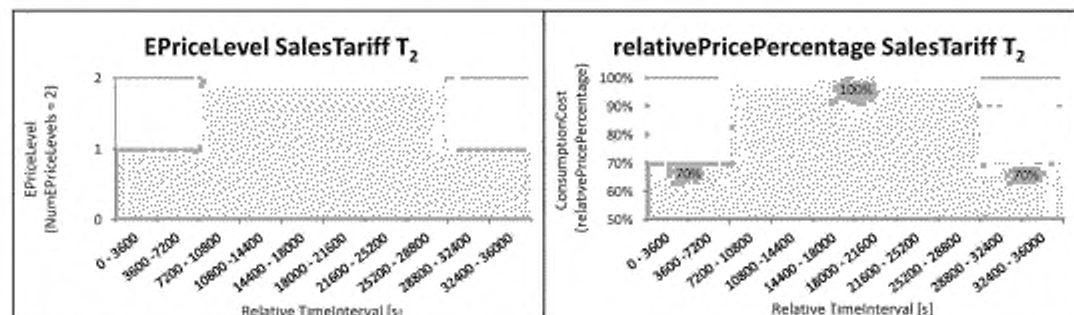 EPriceLevel SalesTariff T2
EPriceLevel
(NumEPriceLevels = 2)
2
1
0
0 - 3600
3600 -7200
7200 -10800
10800 -14400
14400 -18000
18000 -21600
21600 -25200
25200 - 28800
28800 -32400
32400 - 36000
Relative TimeInterval [s]
relativePricePercentage SalesTariff T2
ConsumptionCost
(relativePricePercentage)
100%
90%
80%
70%
60%
50%
70%
100%
70%
0 - 3600
3600 -7200
7200 -10800
10800 -14400
14400 -18000
18000 -21600
21600 -25200
25200 - 28800
28800 -32400
32400 - 36000
Relative TimeInterval [s]